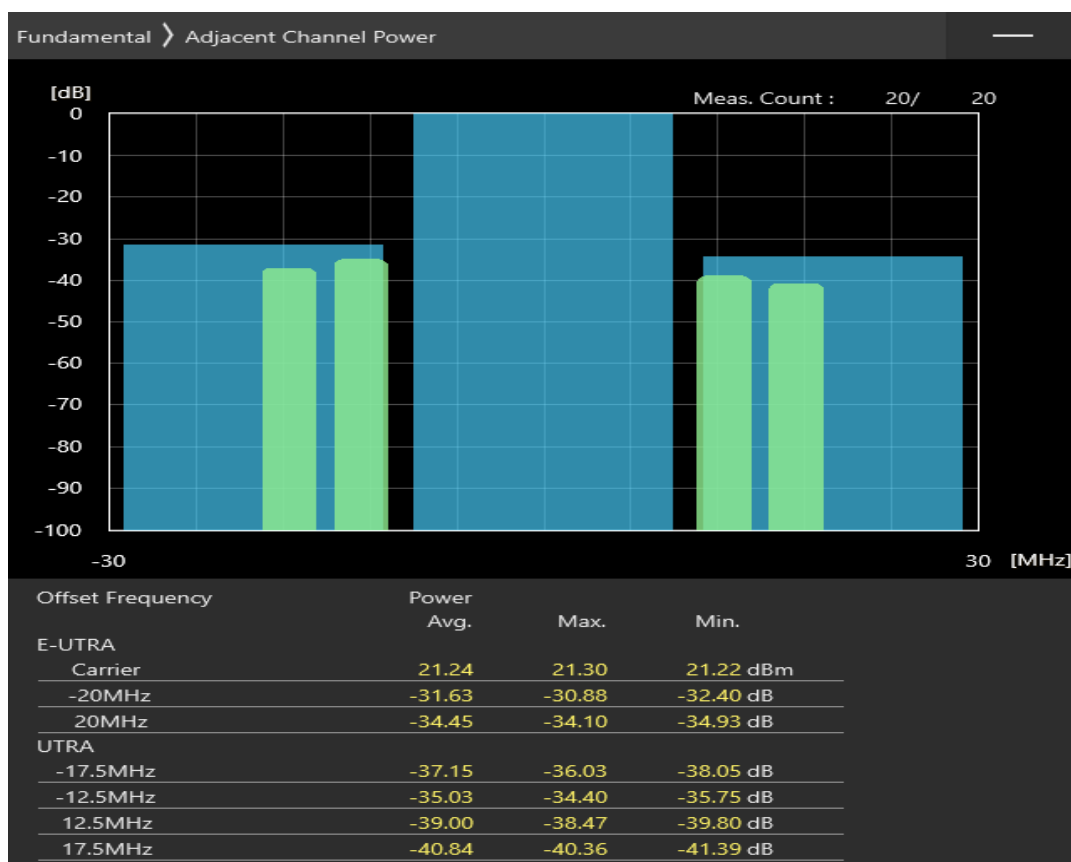 Fundamental ❯ Adjacent Channel Power
[dB]
Meas. Count : 20/ 20
0
-10
-20
-30
-40
-50
-60
-70
-80
-90
-100
-30 30 [MHz]
Offset Frequency Power
Avg. Max. Min.
E-UTRA
Carrier 21.24 21.30 21.22 dBm
-20MHz -31.63 -30.88 -32.40 dB
20MHz -34.45 -34.10 -34.93 dB
UTRA
-17.5MHz -37.15 -36.03 -38.05 dB
-12.5MHz -35.03 -34.40 -35.75 dB
12.5MHz -39.00 -38.47 -39.80 dB
17.5MHz -40.84 -40.36 -41.39 dB